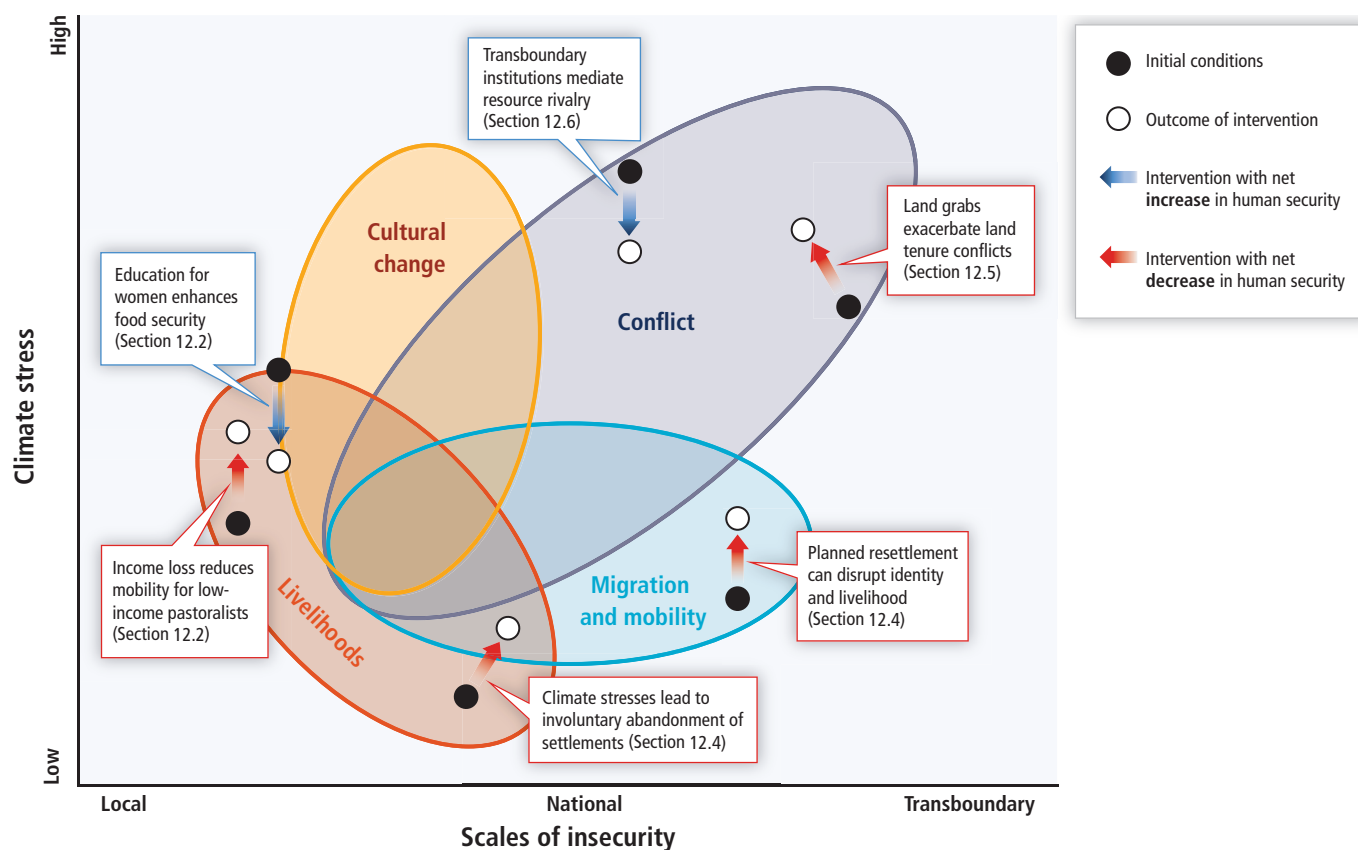 High
Climate stress
Low
Local
National
Transboundary
Scales of insecurity
Transboundary
institutions mediate
resource rivalry
(Section 12.6)
Cultural
change
Education for
women enhances
food security
(Section 12.2)
Conflict
Land grabs
exacerbate land
tenure conflicts
(Section 12.5)
Income loss reduces
mobility for low-
income pastoralists
(Section 12.2)
Livelihoods
Migration
and mobility
Planned resettlement
can disrupt identity
and livelihood
(Section 12.4)
Climate stresses lead to
involuntary abandonment of
settlements (Section 12.4)
Initial conditions
Outcome of intervention
Intervention with net
increase in human security
Intervention with net
decrease in human security